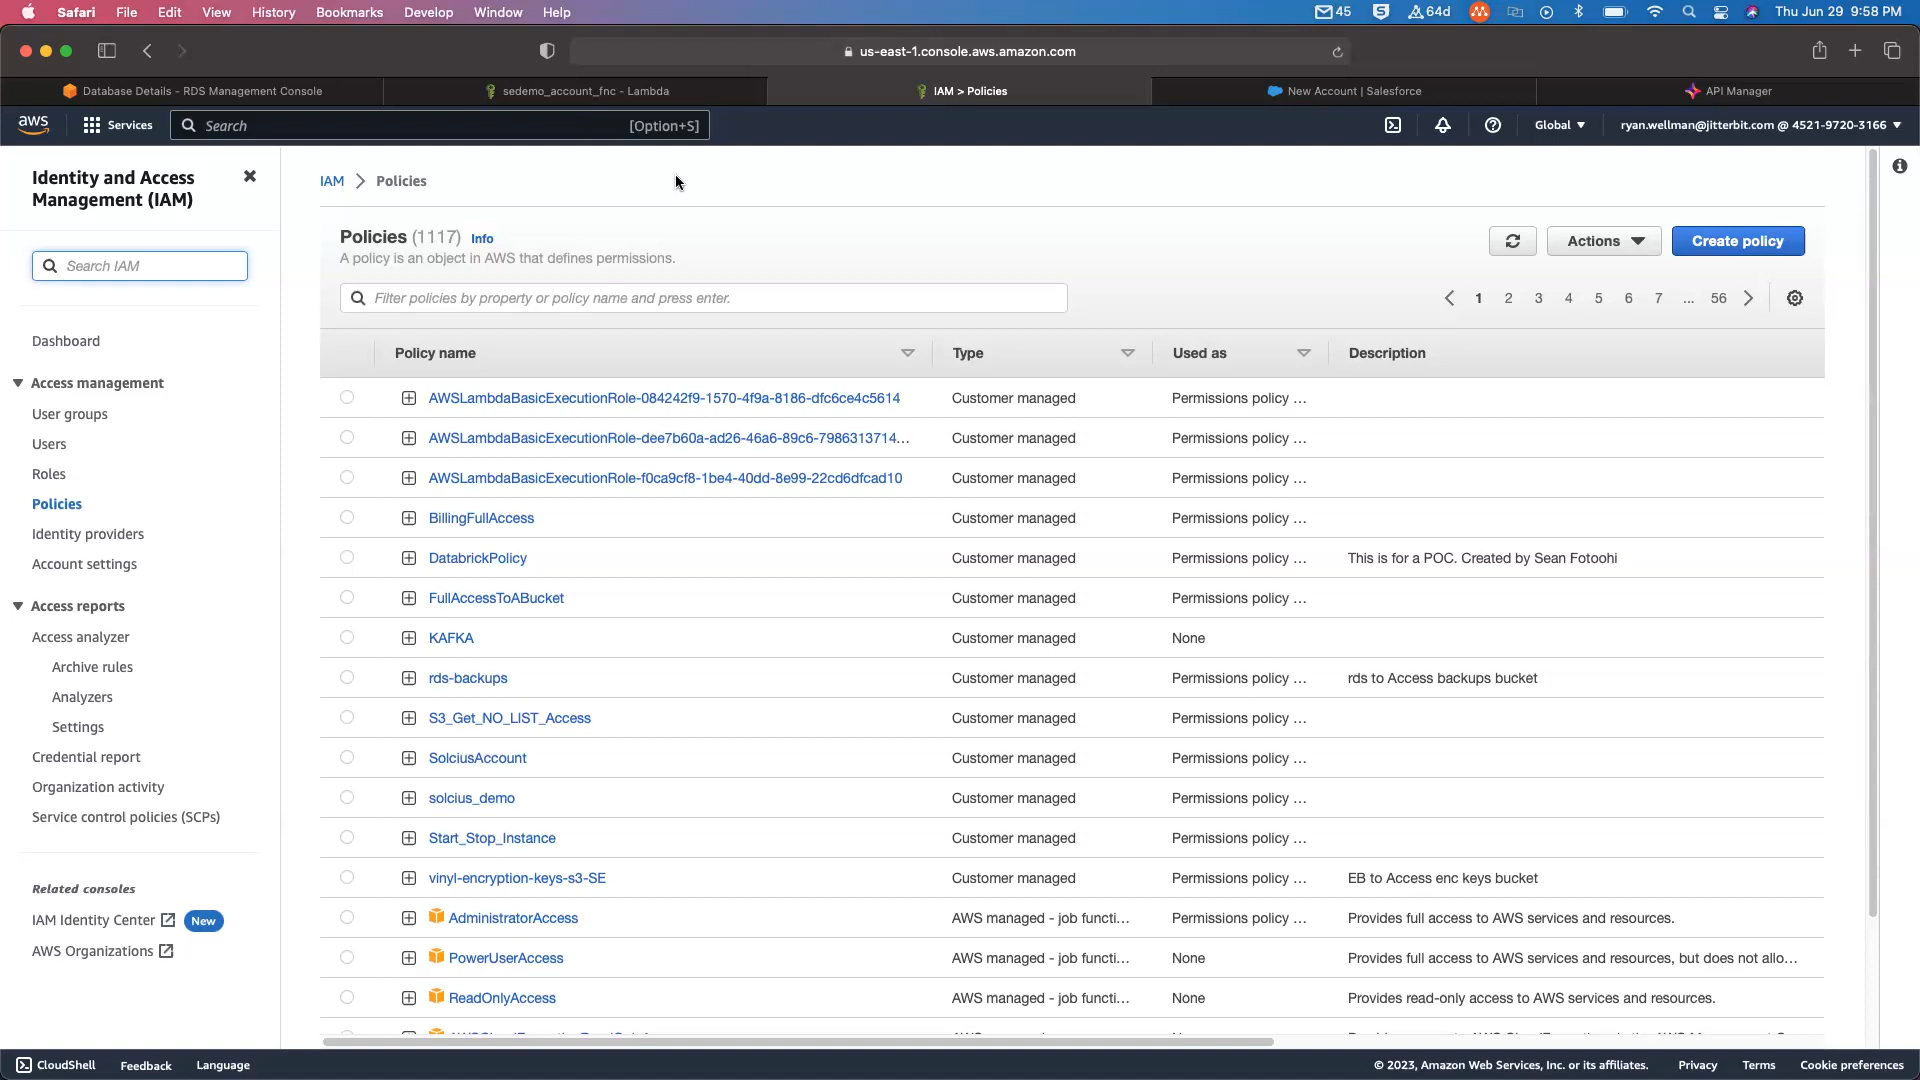 Safari File Edit View History Bookmarks Develop Window Help
45 64d Thu Jun 29 9:58 PM
us-east-1.console.aws.amazon.com
Database Details - RDS Management Console
sedemo_account_fnc - Lambda
IAM > Policies
New Account | Salesforce
API Manager
aws Services Search [Option+S] Global ryan.wellman@jitterbit.com @ 4521-9720-3166
Identity and Access
Management (IAM)
Search IAM
Dashboard
Access management
User groups
Users
Roles
Policies
Identity providers
Account settings
Access reports
Access analyzer
Archive rules
Analyzers
Settings
Credential report
Organization activity
Service control policies (SCPs)
Related consoles
IAM Identity Center New
AWS Organizations
IAM > Policies
Policies (1117) Info
A policy is an object in AWS that defines permissions.
Actions Create policy
Filter policies by property or policy name and press enter.
1 2 3 4 5 6 7 ... 56
Policy name Type Used as Description
AWSLambdaBasicExecutionRole-084242f9-1570-4f9a-8186-dfc6ce4c5614 Customer managed Permissions policy ...
AWSLambdaBasicExecutionRole-dee7b60a-ad26-46a6-89c6-7986313714... Customer managed Permissions policy ...
AWSLambdaBasicExecutionRole-f0ca9cf8-1be4-40dd-8e99-22cd6dfcad10 Customer managed Permissions policy ...
BillingFullAccess Customer managed Permissions policy ...
DatabrickPolicy Customer managed Permissions policy ... This is for a POC. Created by Sean Fotoohi
FullAccessToABucket Customer managed Permissions policy ...
KAFKA Customer managed None
rds-backups Customer managed Permissions policy ... rds to Access backups bucket
S3_Get_NO_LIST_Access Customer managed Permissions policy ...
SolciusAccount Customer managed Permissions policy ...
solcius_demo Customer managed Permissions policy ...
Start_Stop_Instance Customer managed Permissions policy ...
vinyl-encryption-keys-s3-SE Customer managed Permissions policy ... EB to Access enc keys bucket
AdministratorAccess AWS managed - job functi... Permissions policy ... Provides full access to AWS services and resources.
PowerUserAccess AWS managed - job functi... None Provides full access to AWS services and resources, but does not allo...
ReadOnlyAccess AWS managed - job functi... None Provides read-only access to AWS services and resources.
CloudShell Feedback Language © 2023, Amazon Web Services, Inc. or its affiliates. Privacy Terms Cookie preferences